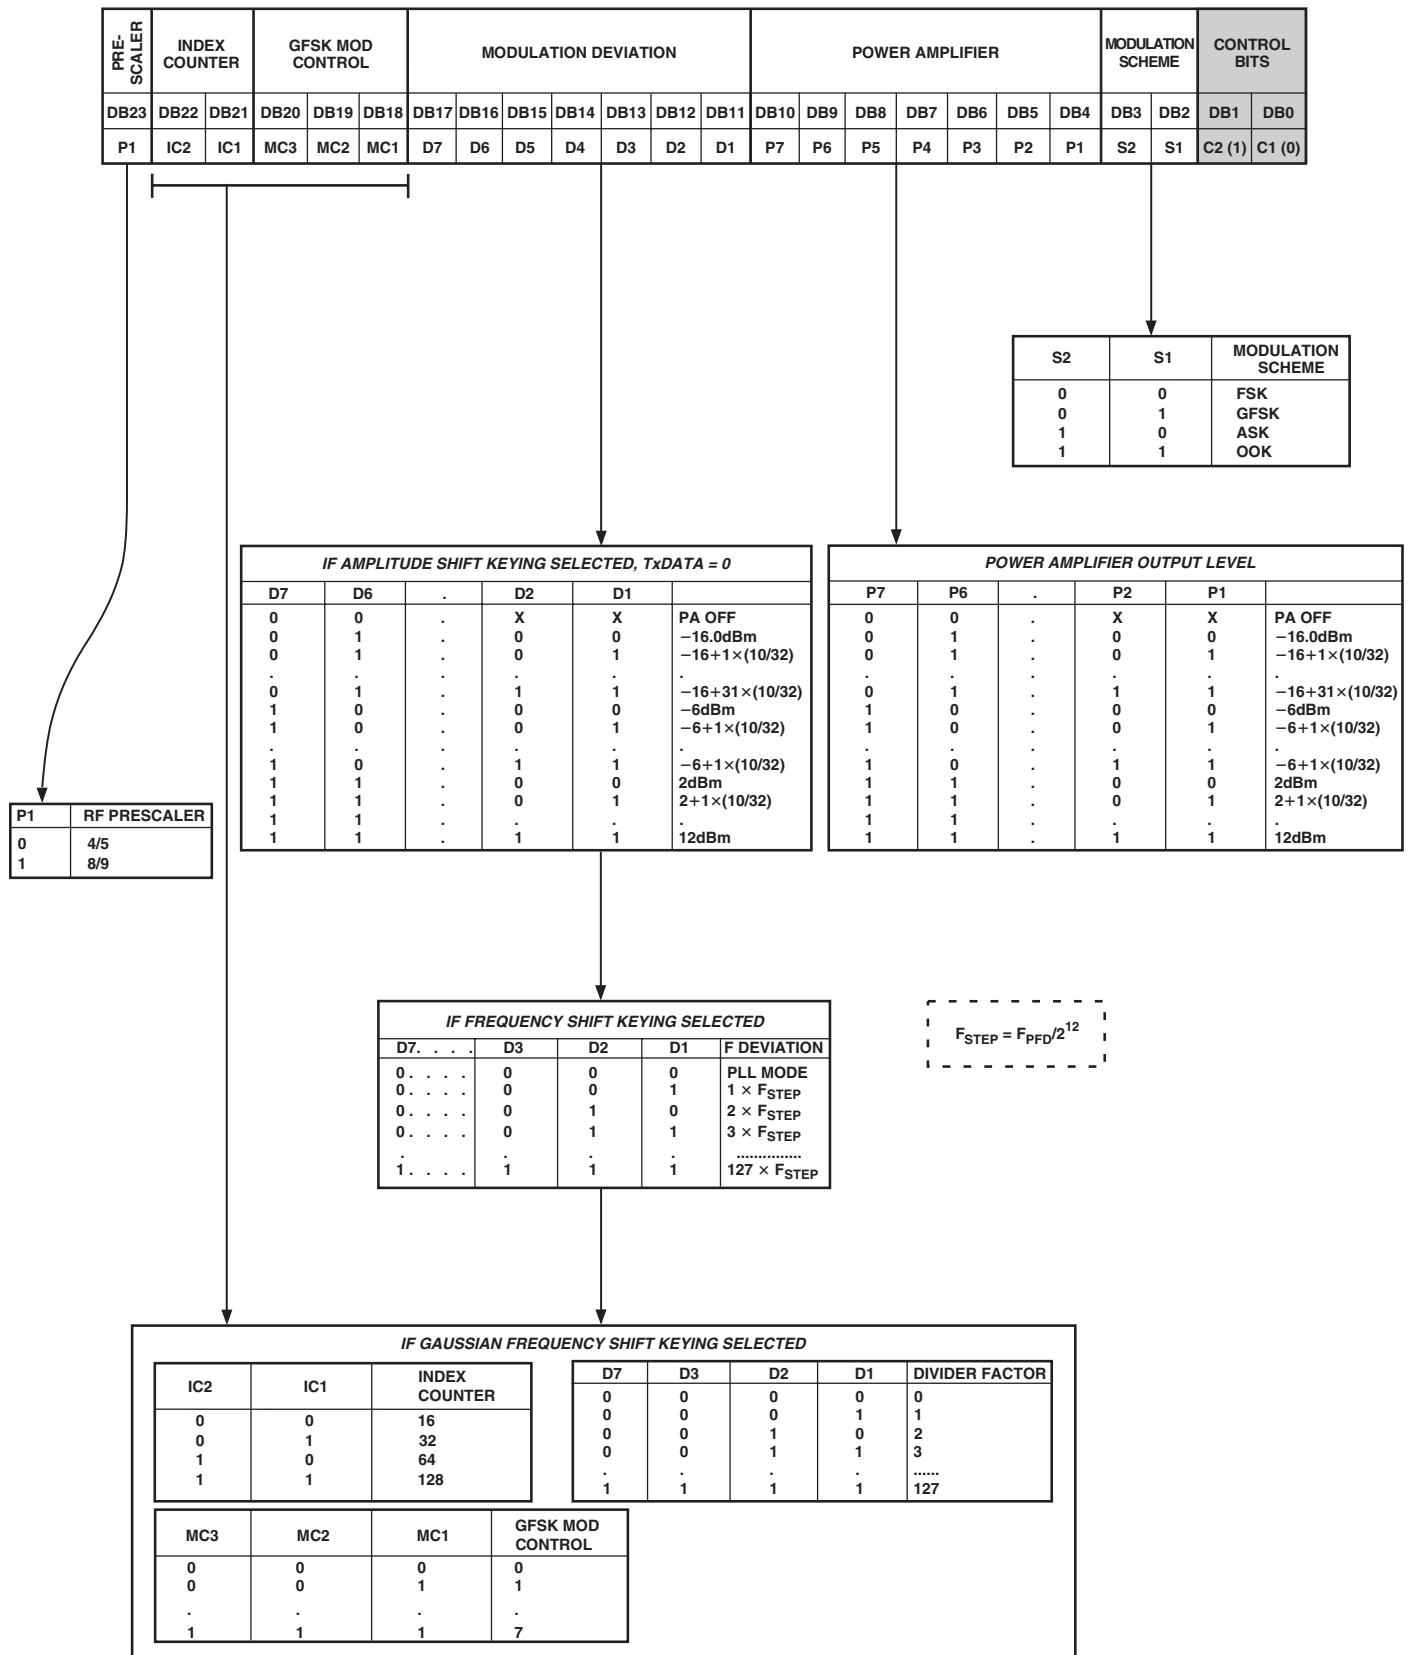 PRE-
SCALER
INDEX
COUNTER
GFSK MOD
CONTROL
MODULATION DEVIATION
POWER AMPLIFIER
MODULATION
SCHEME
CONTROL
BITS
DB23 DB22 DB21 DB20 DB19 DB18 DB17 DB16 DB15 DB14 DB13 DB12 DB11 DB10 DB9 DB8 DB7 DB6 DB5 DB4 DB3 DB2 DB1 DB0
P1 IC2 IC1 MC3 MC2 MC1 D7 D6 D5 D4 D3 D2 D1 P7 P6 P5 P4 P3 P2 P1 S2 S1 C2 (1) C1 (0)
S2 S1 MODULATION
SCHEME
0 0 FSK
0 1 GFSK
1 0 ASK
1 1 OOK
IF AMPLITUDE SHIFT KEYING SELECTED, TxDATA = 0
D7 D6 . D2 D1
0 0 . X X PA OFF
0 1 . 0 0 −16.0dBm
0 1 . 0 1 −16+1×(10/32)
. . . . . .
0 1 . 1 1 −16+31×(10/32)
1 0 . 0 0 −6dBm
1 0 . 0 1 −6+1×(10/32)
. . . . . .
1 0 . 1 1 −6+1×(10/32)
1 1 . 0 0 2dBm
1 1 . 0 1 2+1×(10/32)
1 1 . . . .
1 1 . 1 1 12dBm
POWER AMPLIFIER OUTPUT LEVEL
P7 P6 . P2 P1
0 0 . X X PA OFF
0 1 . 0 0 −16.0dBm
0 1 . 0 1 −16+1×(10/32)
. . . . . .
0 1 . 1 1 −16+31×(10/32)
1 0 . 0 0 −6dBm
1 0 . 0 1 −6+1×(10/32)
. . . . . .
1 0 . 1 1 −6+1×(10/32)
1 1 . 0 0 2dBm
1 1 . 0 1 2+1×(10/32)
1 1 . . . .
1 1 . 1 1 12dBm
P1 RF PRESCALER
0 4/5
1 8/9
IF FREQUENCY SHIFT KEYING SELECTED
D7. . . . D3 D2 D1 F DEVIATION
0. . . . 0 0 0 PLL MODE
0. . . . 0 0 1 1 × FSTEP
0. . . . 0 1 0 2 × FSTEP
0. . . . 0 1 1 3 × FSTEP
. . . . ...............
1. . . . 1 1 1 127 × FSTEP
FSTEP = FPFD/2^12
IF GAUSSIAN FREQUENCY SHIFT KEYING SELECTED
IC2 IC1 INDEX
COUNTER
0 0 16
0 1 32
1 0 64
1 1 128
D7 D3 D2 D1 DIVIDER FACTOR
0 0 0 0 0
0 0 0 1 1
0 0 1 0 2
0 0 1 1 3
. . . . ......
1 1 1 1 127
MC3 MC2 MC1 GFSK MOD
CONTROL
0 0 0 0
0 0 1 1
. . . .
1 1 1 7